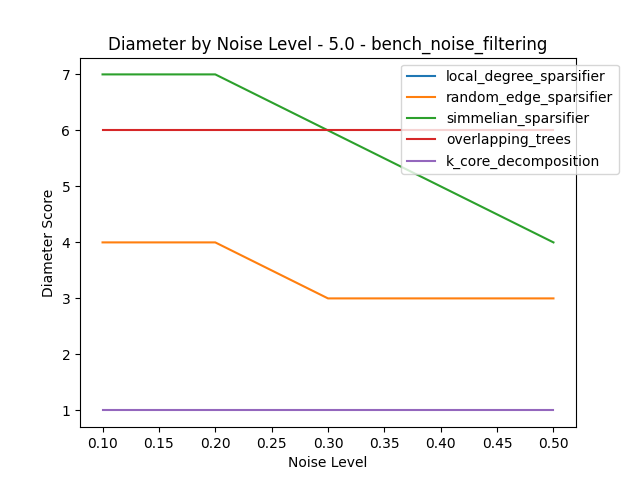 Diameter by Noise Level - 5.0 - bench_noise_filtering
local_degree_sparsifier
random_edge_sparsifier
simmelian_sparsifier
overlapping_trees
k_core_decomposition
Diameter Score
7
6
5
4
3
2
1
0.10 0.15 0.20 0.25 0.30 0.35 0.40 0.45 0.50
Noise Level